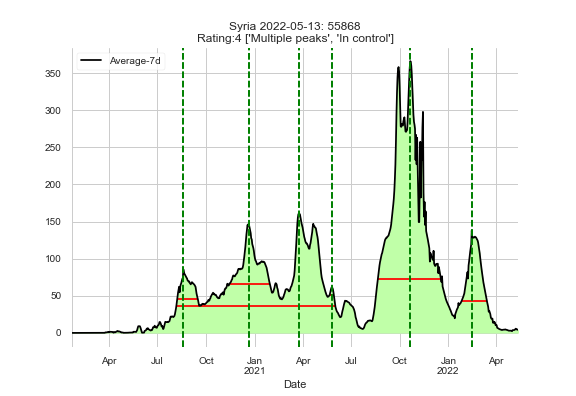 Syria 2022-05-13: 55868
Rating:4 ['Multiple peaks', 'In control']
Average-7d
350
300
250
200
150
100
50
0
Apr Jul Oct Jan Apr Jul Oct Jan Apr
2021 2022
Date